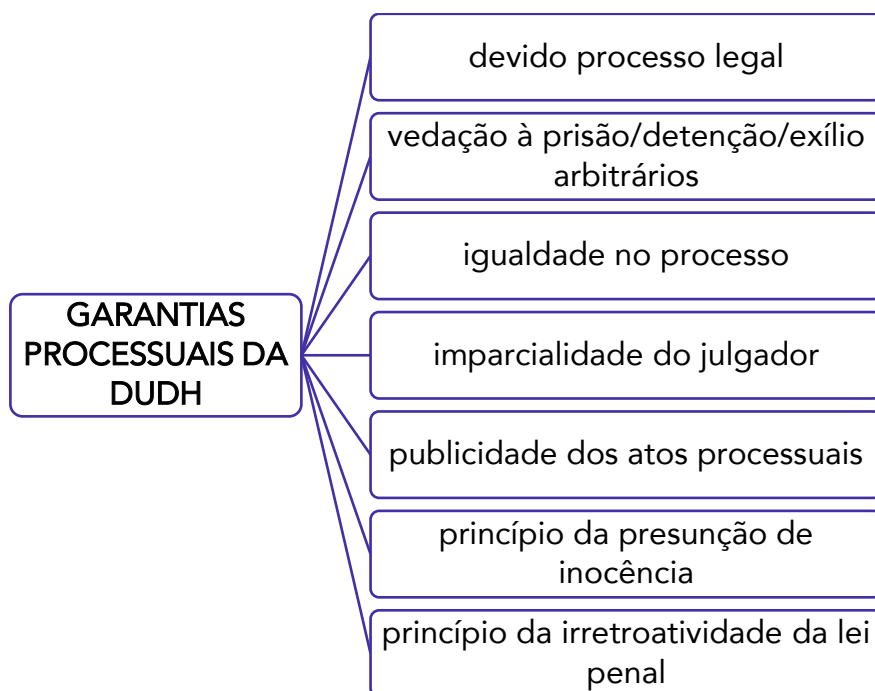 devido processo legal
vedação à prisão/detenção/exílio
arbitrários
igualdade no processo
GARANTIAS
PROCESSUAIS DA
DUDH
imparcialidade do julgador
publicidade dos atos processuais
princípio da presunção de
inocência
princípio da irretroatividade da lei
penal